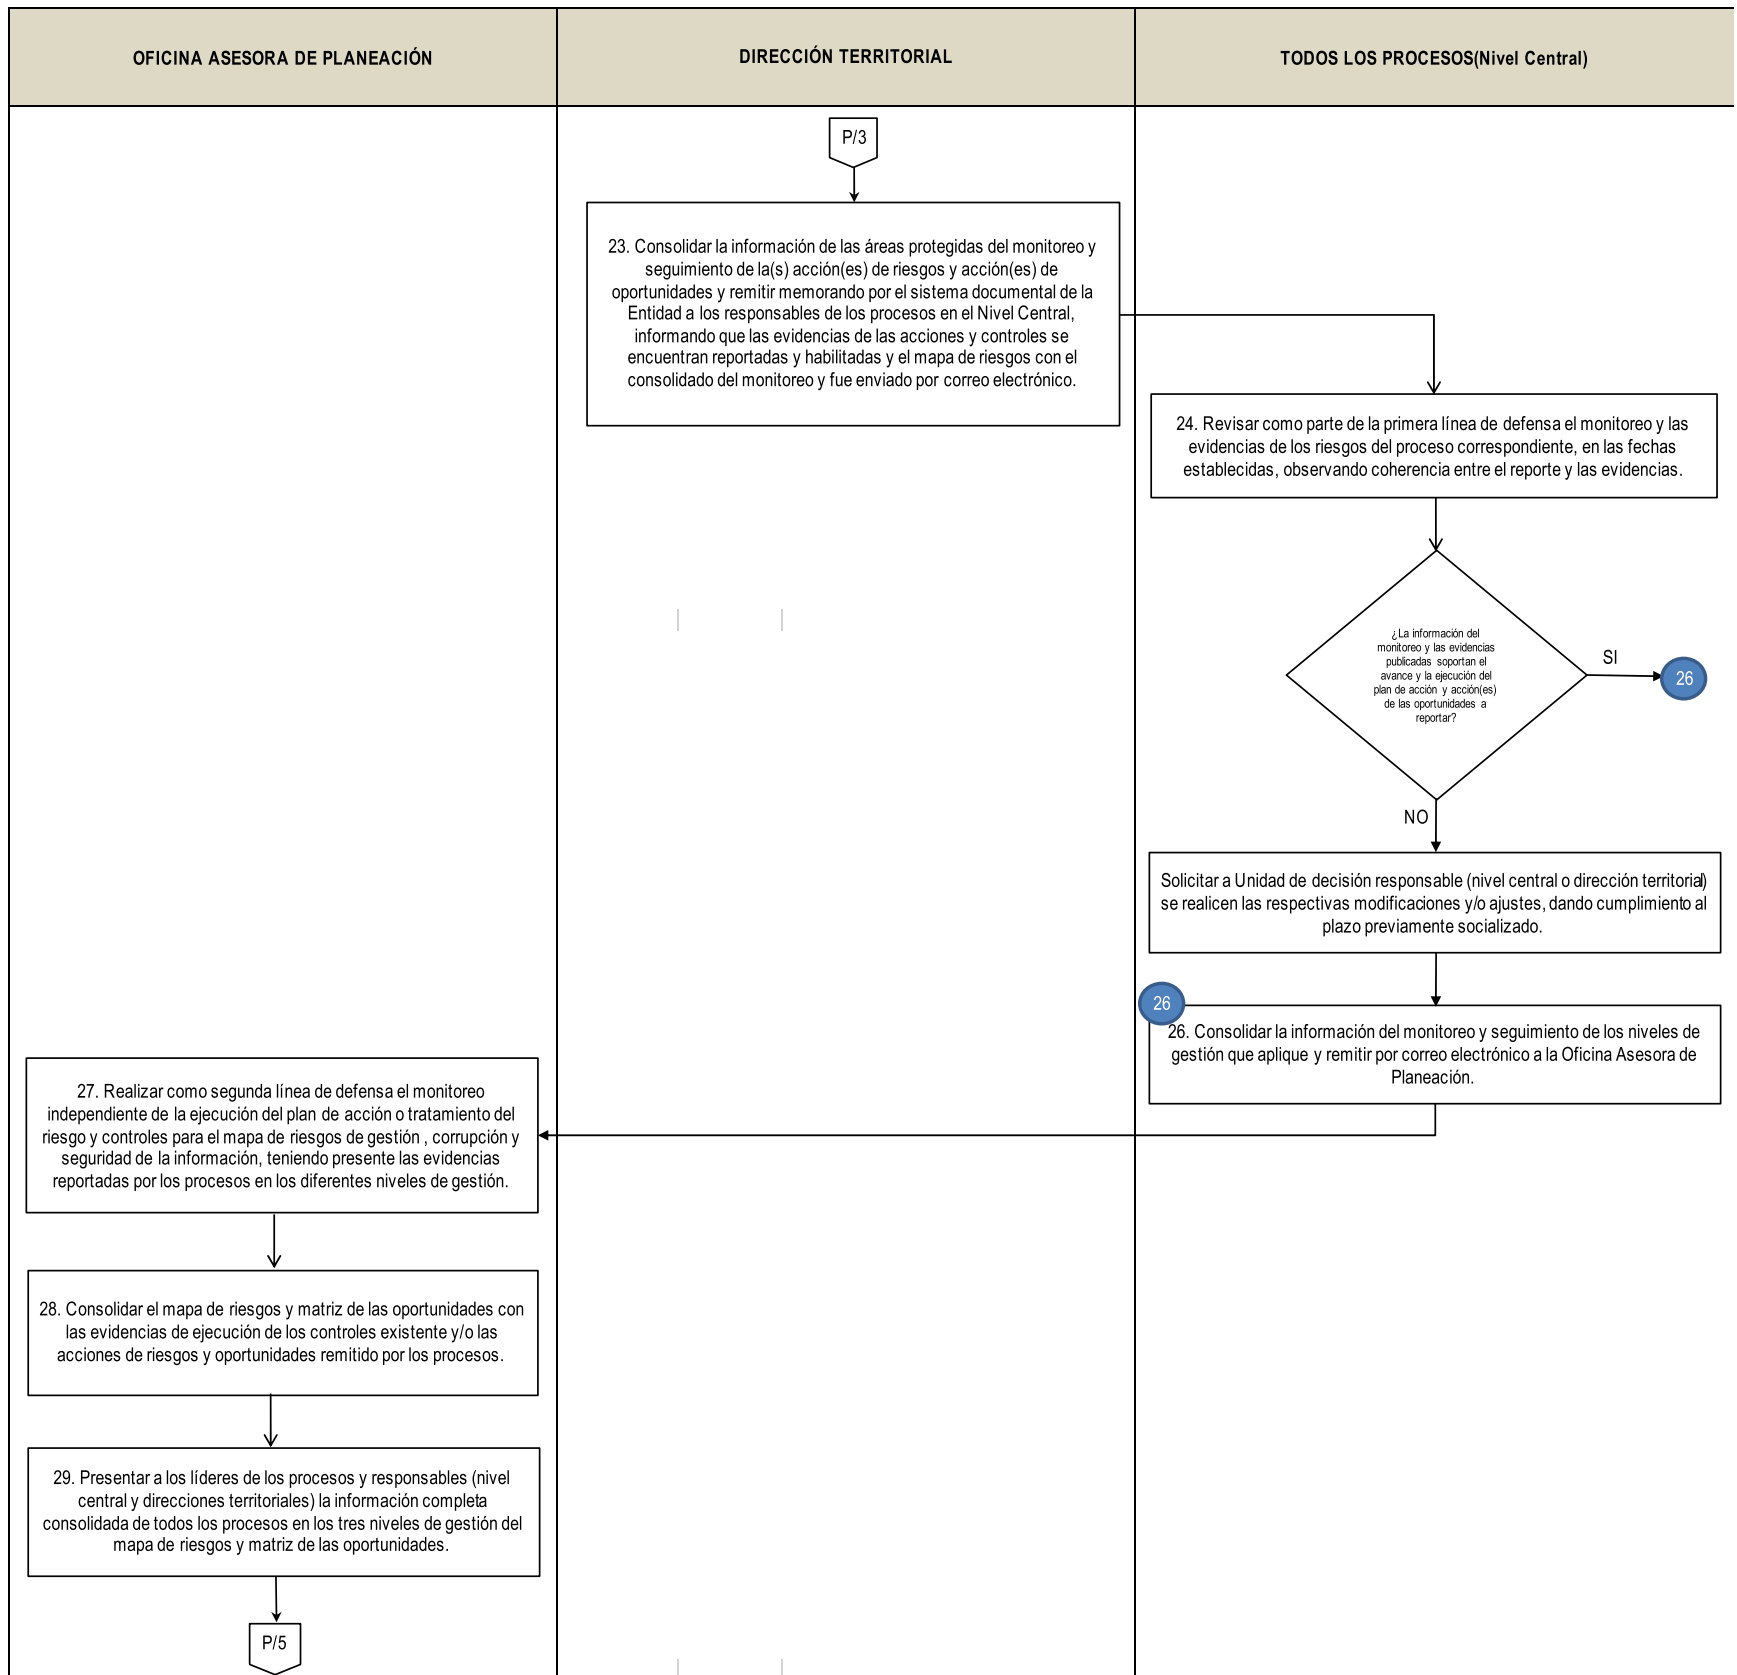 OFICINA ASESORA DE PLANEACIÓN
DIRECCIÓN TERRITORIAL
TODOS LOS PROCESOS(Nivel Central)
P/3
23. Consolidar la información de las áreas protegidas del monitoreo y
seguimiento de la(s) acción(es) de riesgos y acción(es) de
oportunidades y remitir memorando por el sistema documental de la
Entidad a los responsables de los procesos en el Nivel Central,
informando que las evidencias de las acciones y controles se
encuentran reportadas y habilitadas y el mapa de riesgos con el
consolidado del monitoreo y fue enviado por correo electrónico.
24. Revisar como parte de la primera línea de defensa el monitoreo y las
evidencias de los riesgos del proceso correspondiente, en las fechas
establecidas, observando coherencia entre el reporte y las evidencias.
¿La información del
monitoreo y las evidencias
publicadas soportan el
avance y la ejecución del
plan de acción y acción(es)
de las oportunidades a
reportar?
SI
26
NO
Solicitar a Unidad de decisión responsable (nivel central o dirección territorial)
se realicen las respectivas modificaciones y/o ajustes, dando cumplimiento al
plazo previamente socializado.
26
26. Consolidar la información del monitoreo y seguimiento de los niveles de
gestión que aplique y remitir por correo electrónico a la Oficina Asesora de
Planeación.
27. Realizar como segunda línea de defensa el monitoreo
independiente de la ejecución del plan de acción o tratamiento del
riesgo y controles para el mapa de riesgos de gestión , corrupción y
seguridad de la información, teniendo presente las evidencias
reportadas por los procesos en los diferentes niveles de gestión.
28. Consolidar el mapa de riesgos y matriz de las oportunidades con
las evidencias de ejecución de los controles existente y/o las
acciones de riesgos y oportunidades remitido por los procesos.
29. Presentar a los líderes de los procesos y responsables (nivel
central y direcciones territoriales) la información completa
consolidada de todos los procesos en los tres niveles de gestión del
mapa de riesgos y matriz de las oportunidades.
P/5